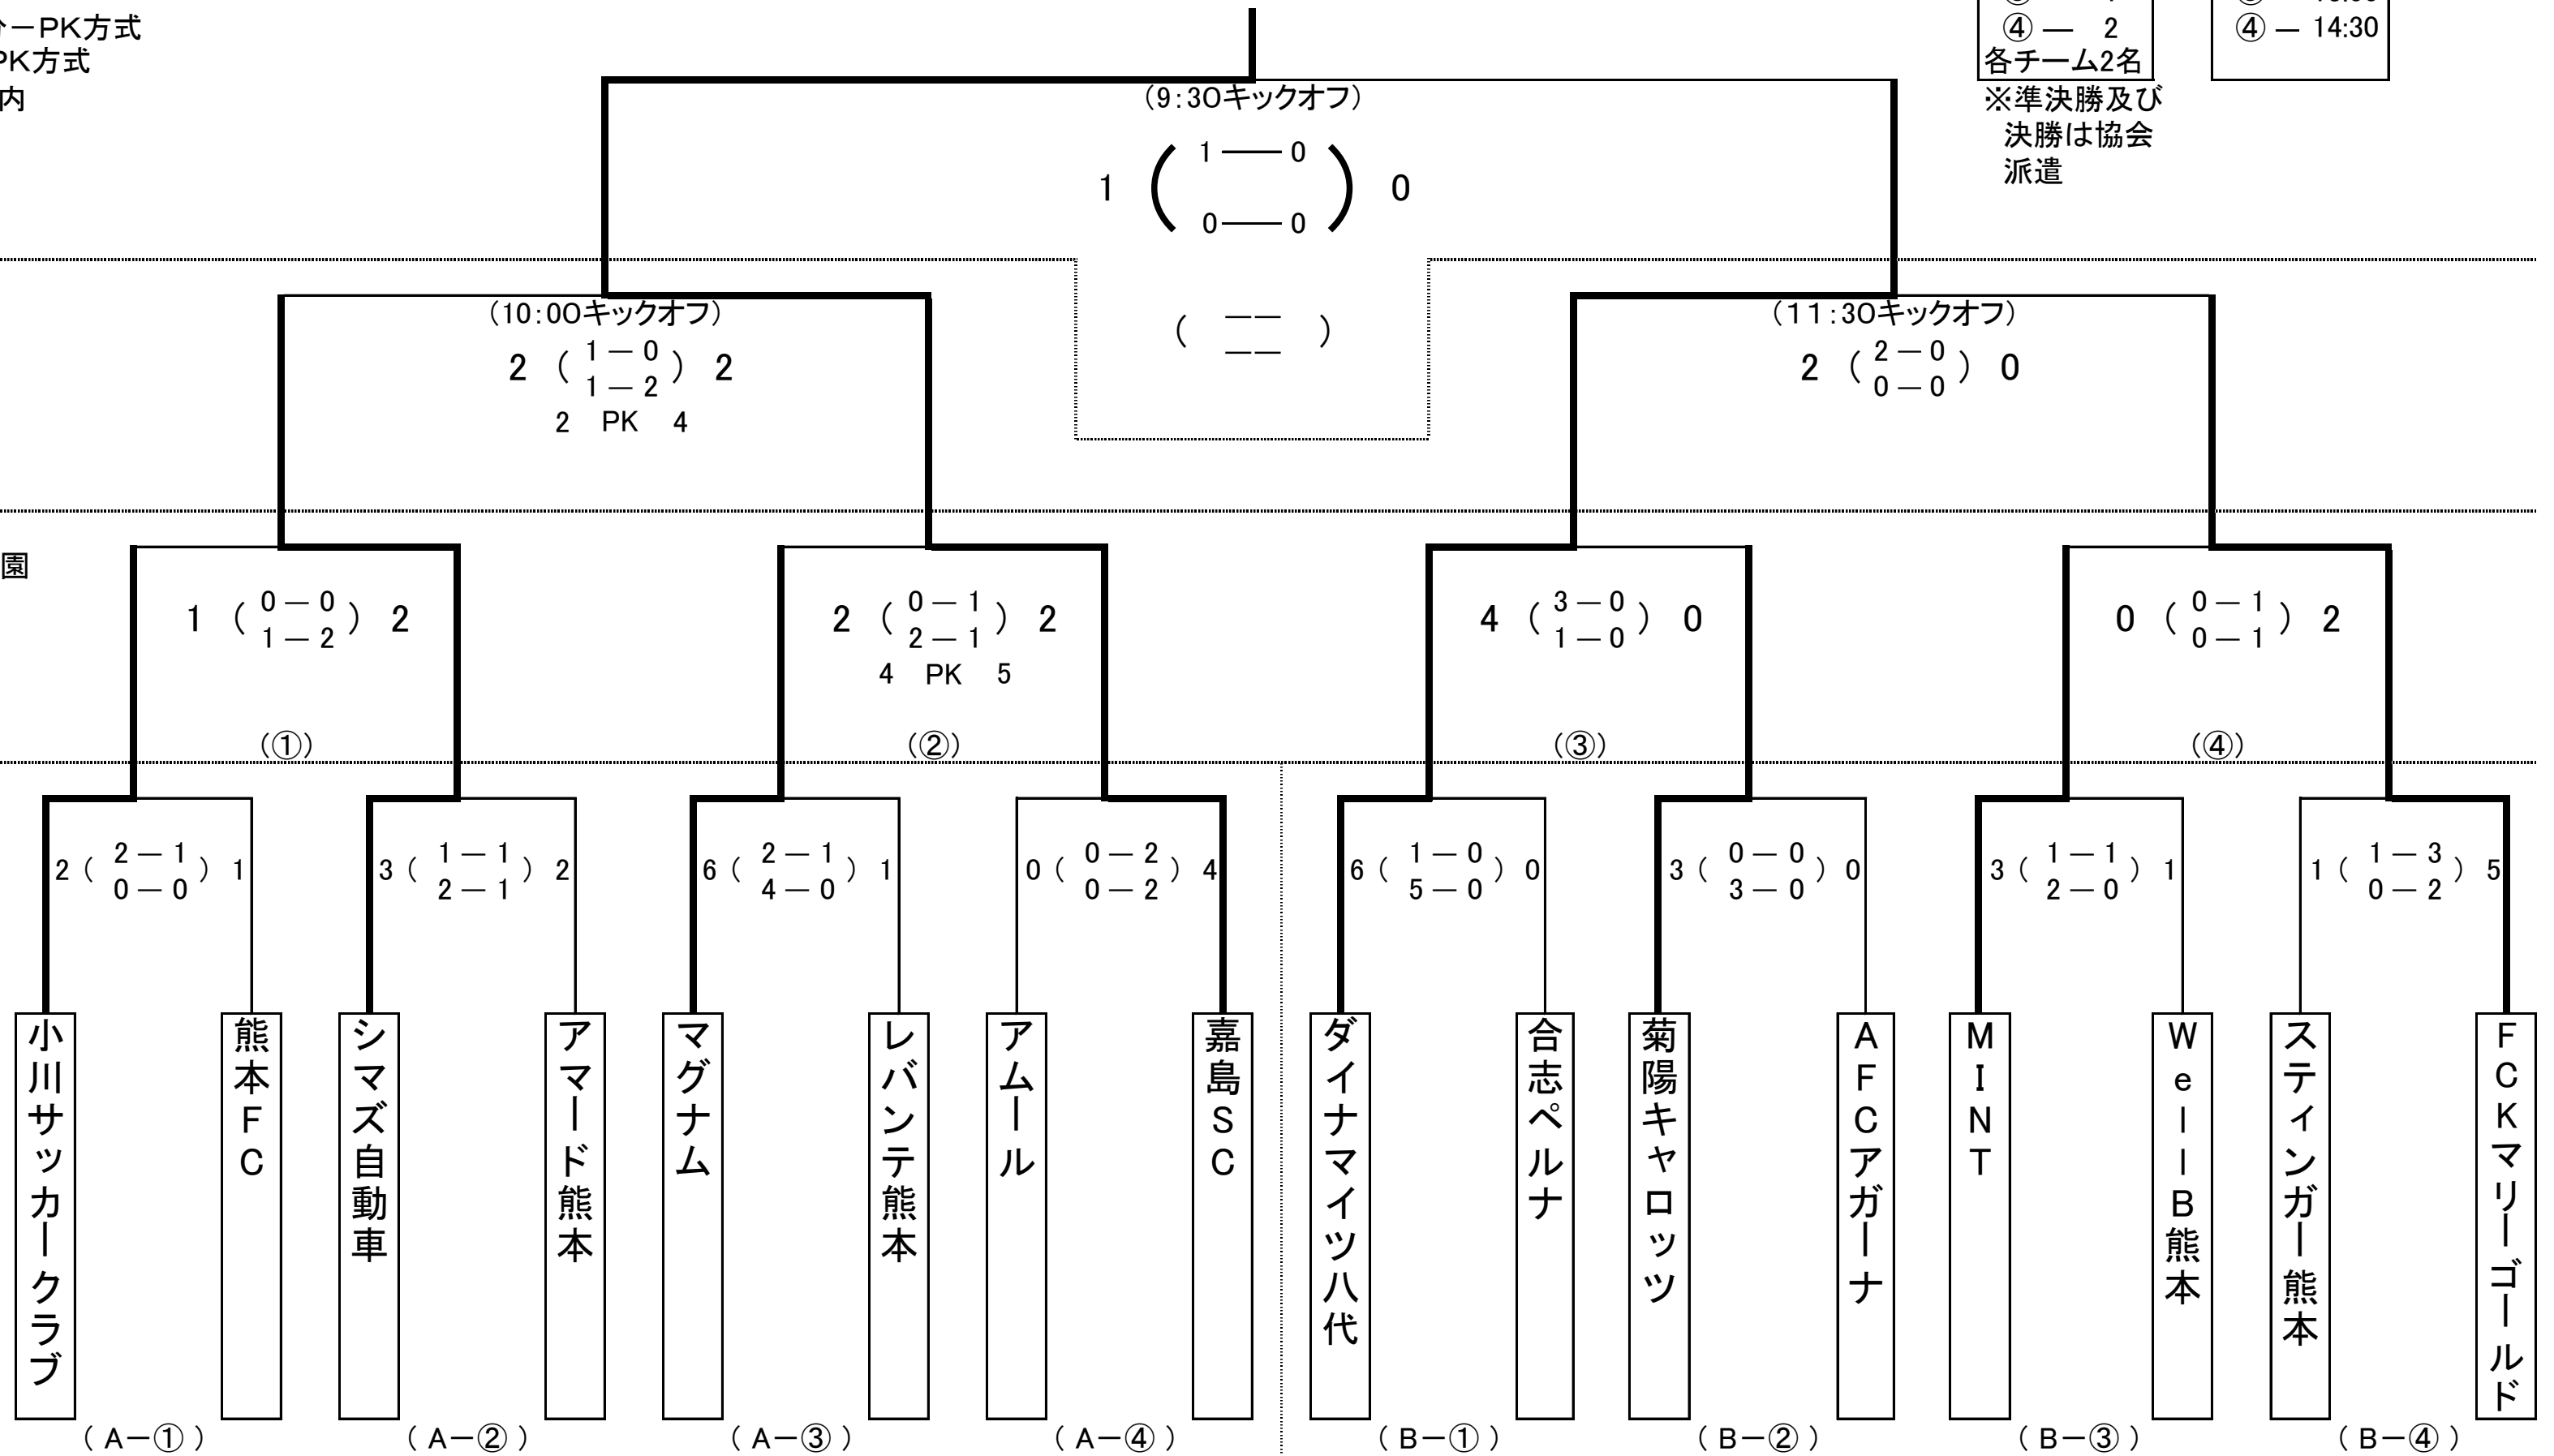 －PK方式
PK方式
内
④ ― 2
各チーム2名
④ ― 14:30
※準決勝及び
決勝は協会
派遣
（9：30キックオフ）
1 （ 1 ― 0
0 ― 0 ） 0
（10：00キックオフ）
2 （ 1 ― 0
1 ― 2 ） 2
2 PK 4
（ ――
―― ）
（11：30キックオフ）
2 （ 2 ― 0
0 ― 0 ） 0
園
1 （ 0 ― 0
1 ― 2 ） 2
（①）
2 （ 0 ― 1
2 ― 1 ） 2
4 PK 5
（②）
4 （ 3 ― 0
1 ― 0 ） 0
（③）
0 （ 0 ― 1
0 ― 1 ） 2
（④）
2 （ 2 ― 1
0 ― 0 ） 1
3 （ 1 ― 1
2 ― 1 ） 2
6 （ 2 ― 1
4 ― 0 ） 1
0 （ 0 ― 2
0 ― 2 ） 4
6 （ 1 ― 0
5 ― 0 ） 0
3 （ 0 ― 0
3 ― 0 ） 0
3 （ 1 ― 1
2 ― 0 ） 1
1 （ 1 ― 3
0 ― 2 ） 5
小川サッカークラブ
熊本FC
シマズ自動車
アマード熊本
マグナム
レバンテ熊本
アムール
嘉島SC
ダイナマイツ八代
合志ペルナ
菊陽キャロッツ
AFCアガーナ
MINT
WellB熊本
スティンガー熊本
FCKマリーゴールド
（ A－① ）
（ A－② ）
（ A－③ ）
（ A－④ ）
（ B－① ）
（ B－② ）
（ B－③ ）
（ B－④ ）